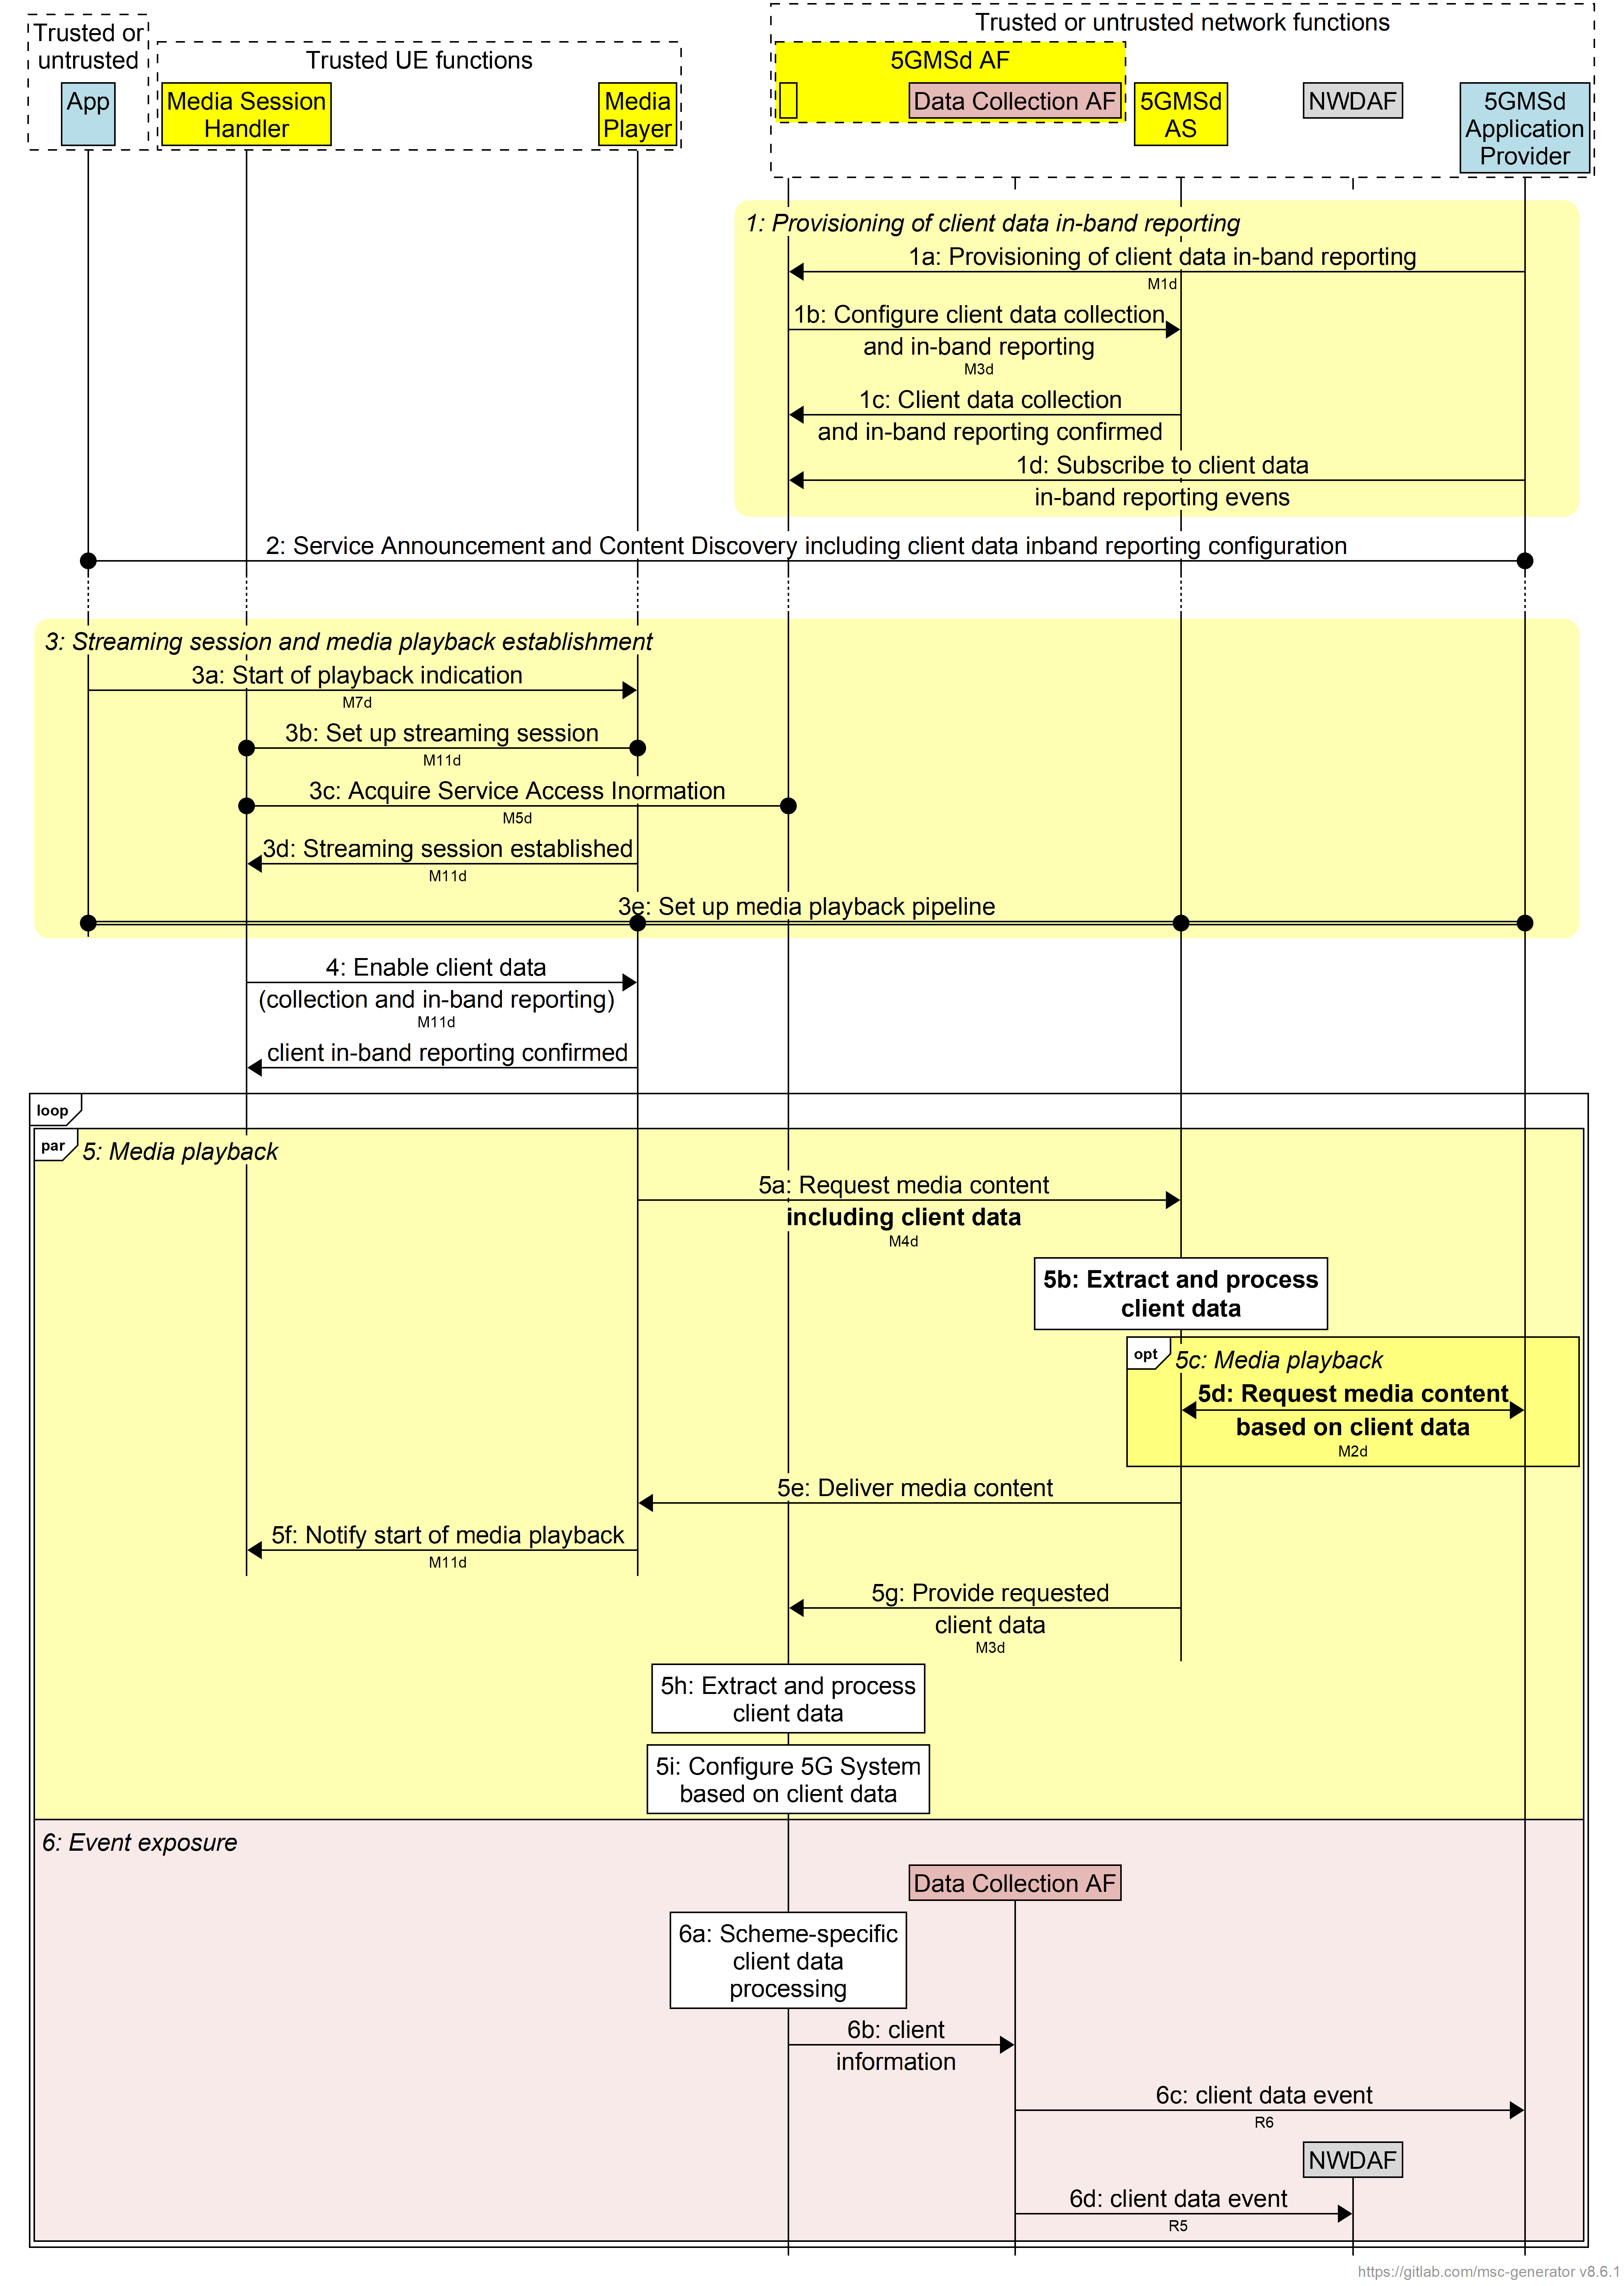 Trusted or
untrusted
Trusted UE functions
Trusted or untrusted network functions
5GMSd AF
App
Media Session
Handler
Media
Player
Data Collection AF
5GMSd
AS
NWDAF
5GMSd
Application
Provider
1: Provisioning of client data in-band reporting
1a: Provisioning of client data in-band reporting
M1d
1b: Configure client data collection
and in-band reporting
M3d
1c: Client data collection
and in-band reporting confirmed
1d: Subscribe to client data
in-band reporting evens
2: Service Announcement and Content Discovery including client data inband reporting configuration
3: Streaming session and media playback establishment
3a: Start of playback indication
M7d
3b: Set up streaming session
M11d
3c: Acquire Service Access Inormation
M5d
3d: Streaming session established
M11d
3e: Set up media playback pipeline
4: Enable client data
(collection and in-band reporting)
M11d
client in-band reporting confirmed
loop
par
5: Media playback
5a: Request media content
including client data
M4d
5b: Extract and process
client data
opt
5c: Media playback
5d: Request media content
based on client data
M2d
5e: Deliver media content
5f: Notify start of media playback
M11d
5g: Provide requested
client data
M3d
5h: Extract and process
client data
5i: Configure 5G System
based on client data
6: Event exposure
Data Collection AF
6a: Scheme-specific
client data
processing
6b: client
information
6c: client data event
R6
NWDAF
6d: client data event
R5
https://gitlab.com/msc-generator v8.6.1